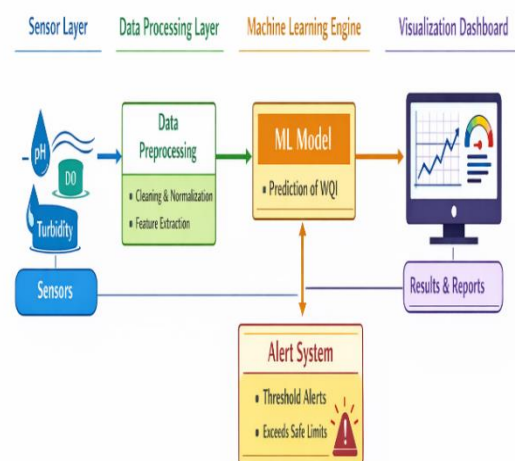 Sensor Layer
Data Processing Layer
Machine Learning Engine
Visualization Dashboard
pH
DO
Turbidity
Sensors
Data
Preprocessing
▪ Cleaning & Normalization
▪ Feature Extraction
ML Model
▪ Prediction of WQI
Results & Reports
Alert System
▪ Threshold Alerts
▪ Exceeds Safe Limits
!